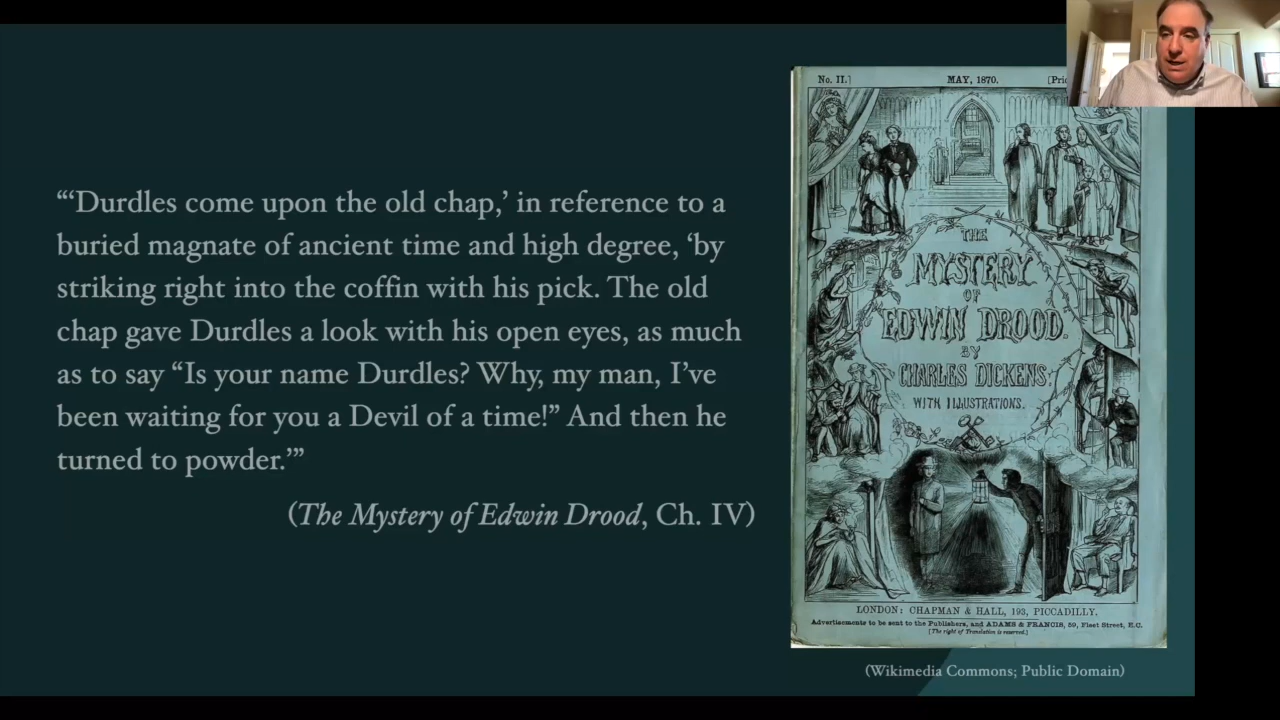 “‘Durdles come upon the old chap,’ in reference to a
buried magnate of ancient time and high degree, ‘by
striking right into the coffin with his pick. The old
chap gave Durdles a look with his open eyes, as much
as to say “Is your name Durdles? Why, my man, I’ve
been waiting for you a Devil of a time!” And then he
turned to powder.’”
(The Mystery of Edwin Drood, Ch. IV)
No. II.]
MAY, 1870.
THE
MYSTERY
OF
EDWIN DROOD.
BY
CHARLES DICKENS.
WITH ILLUSTRATIONS.
LONDON: CHAPMAN & HALL, 193, PICCADILLY.
Advertisements to be sent to the Publishers, and ADAMS & FRANCIS, 59, Fleet Street, E.C.
[The right of Translation is reserved.]
(Wikimedia Commons; Public Domain)